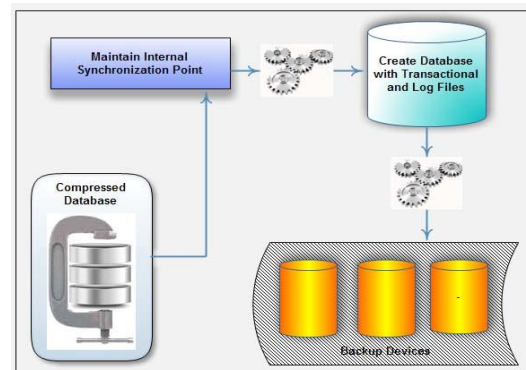 Maintain Internal
Synchronization Point
Create Database
with Transactional
and Log Files
Compressed
Database
Backup Devices